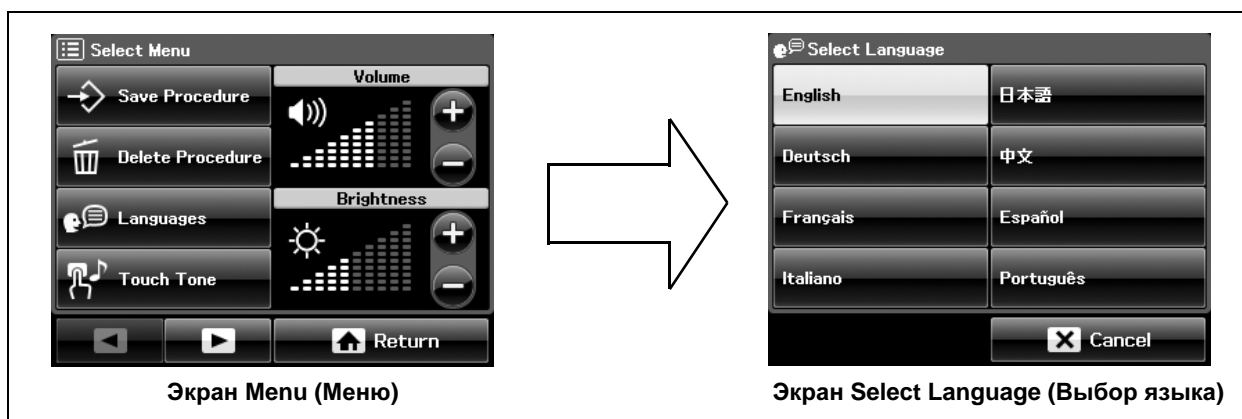 Select Menu
Save Procedure
Delete Procedure
Languages
Touch Tone
Volume
Brightness
Return
Экран Menu (Меню)
Select Language
English
日本語
Deutsch
中文
Français
Español
Italiano
Português
Cancel
Экран Select Language (Выбор языка)